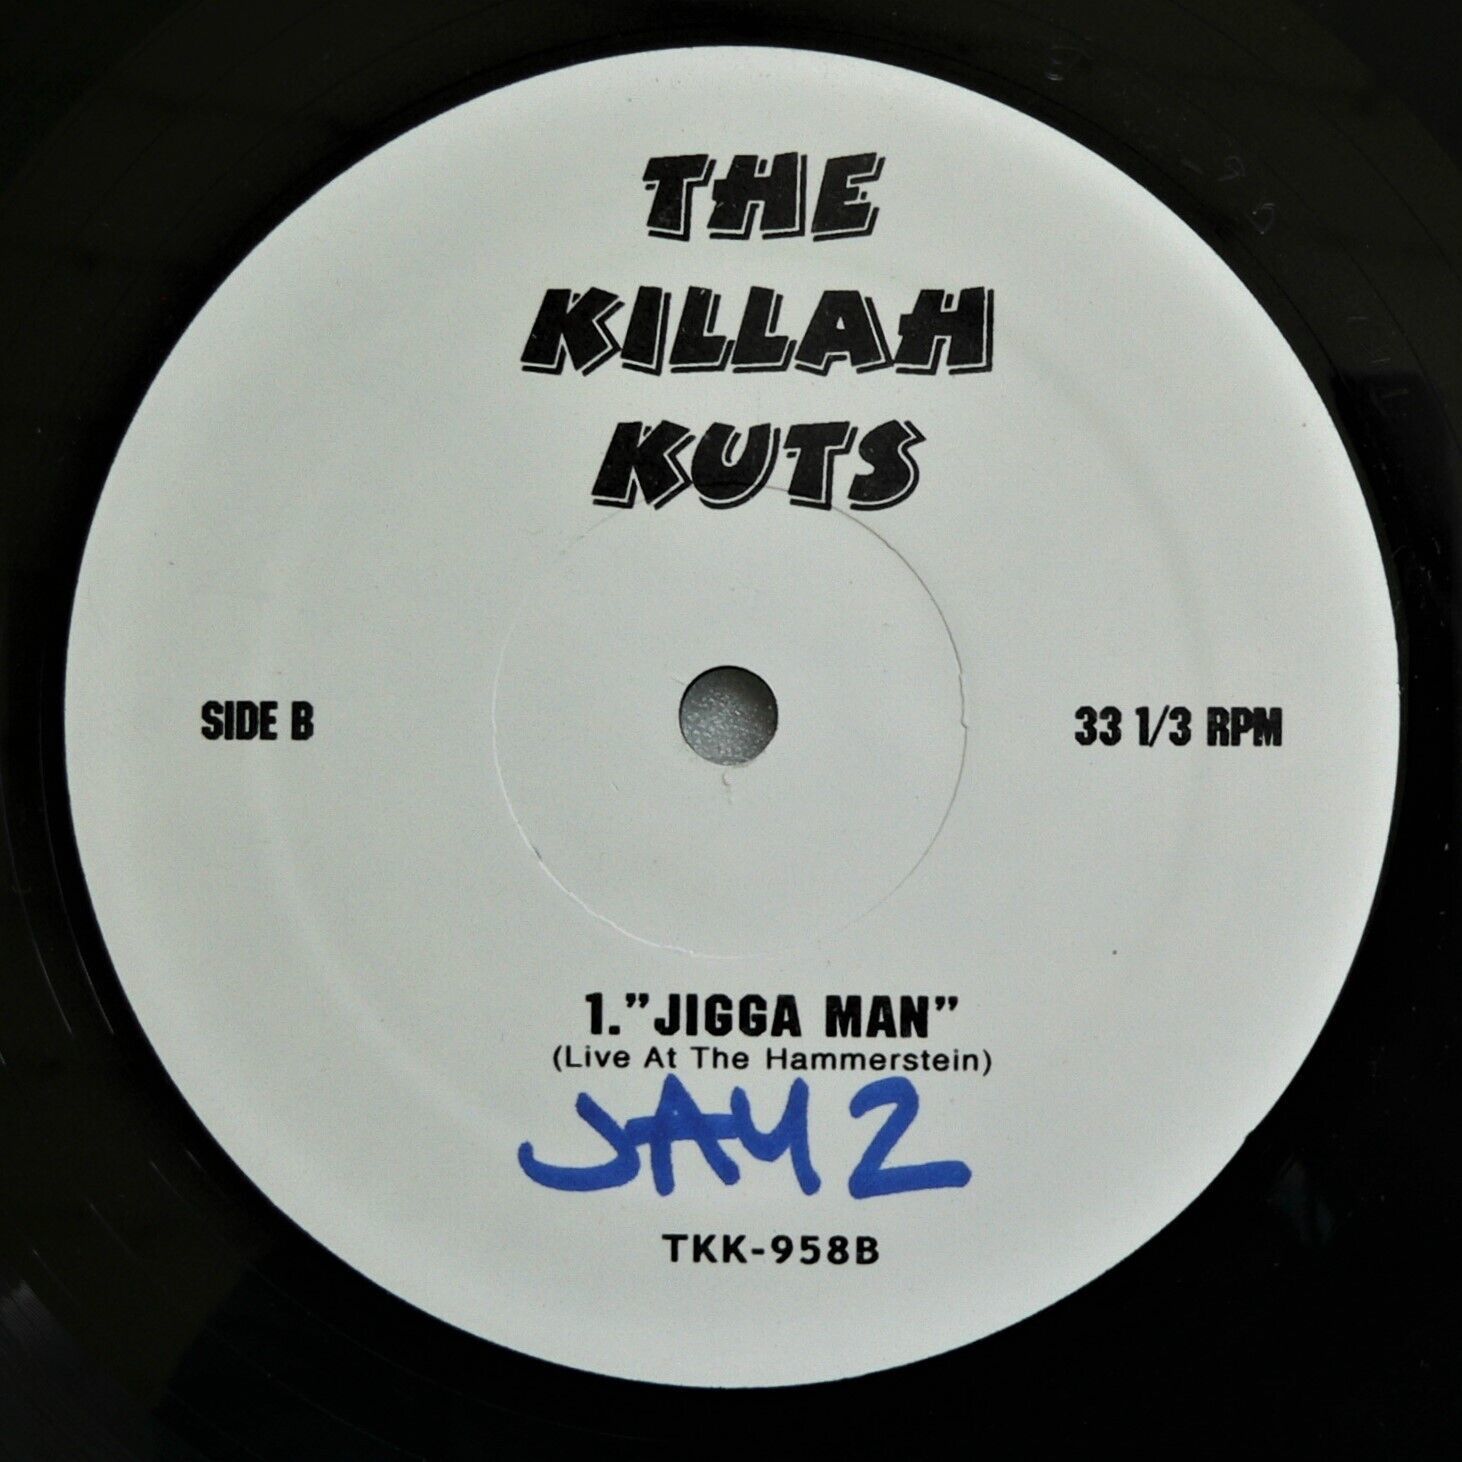 THE
KILLAH
KUTS
SIDE B
33 1/3 RPM
1."JIGGA MAN"
(Live At The Hammerstein)
JAY Z
TKK-958B